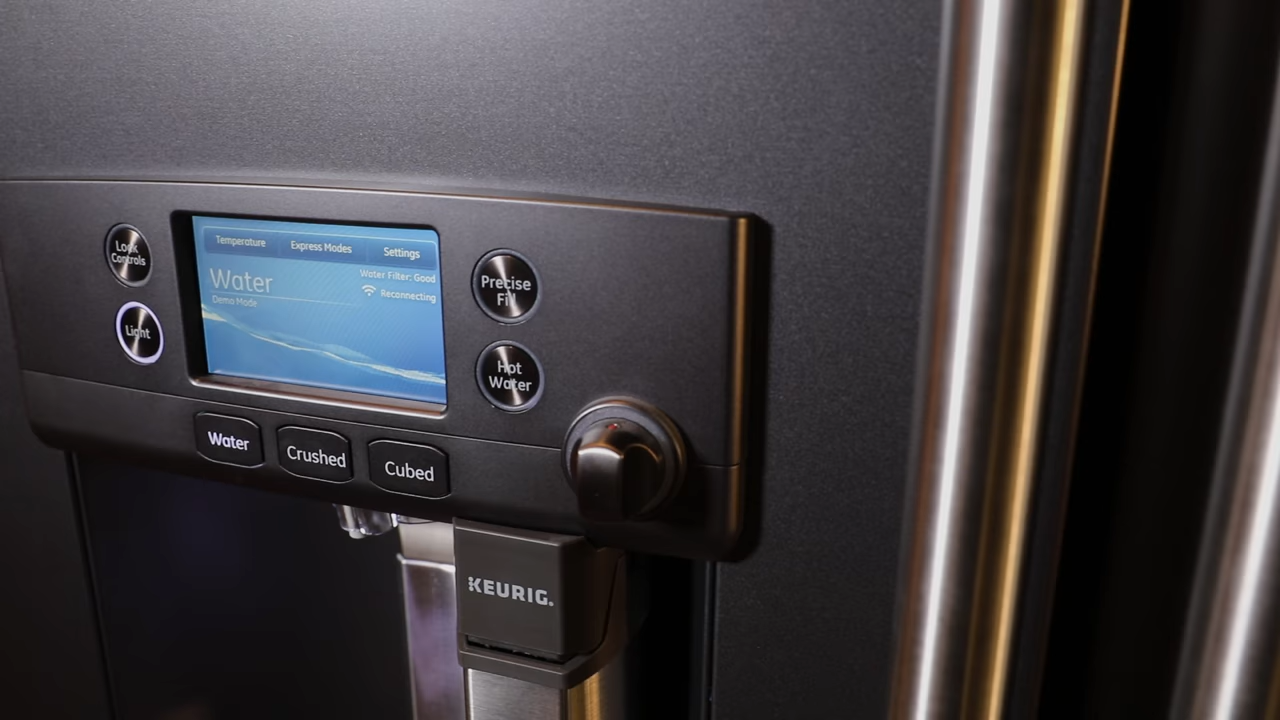 Lock
Controls
Light
Temperature
Express Modes
Settings
Water
Demo Mode
Water Filter: Good
Reconnecting
Precise
Fill
Hot
Water
Water
Crushed
Cubed
KEURIG.